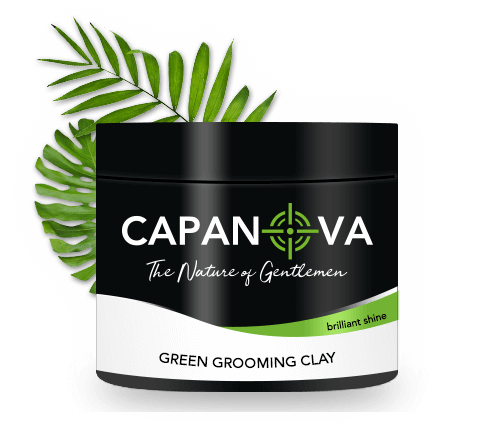 CAPANOVA
The Nature of Gentlemen
brilliant shine
GREEN GROOMING CLAY